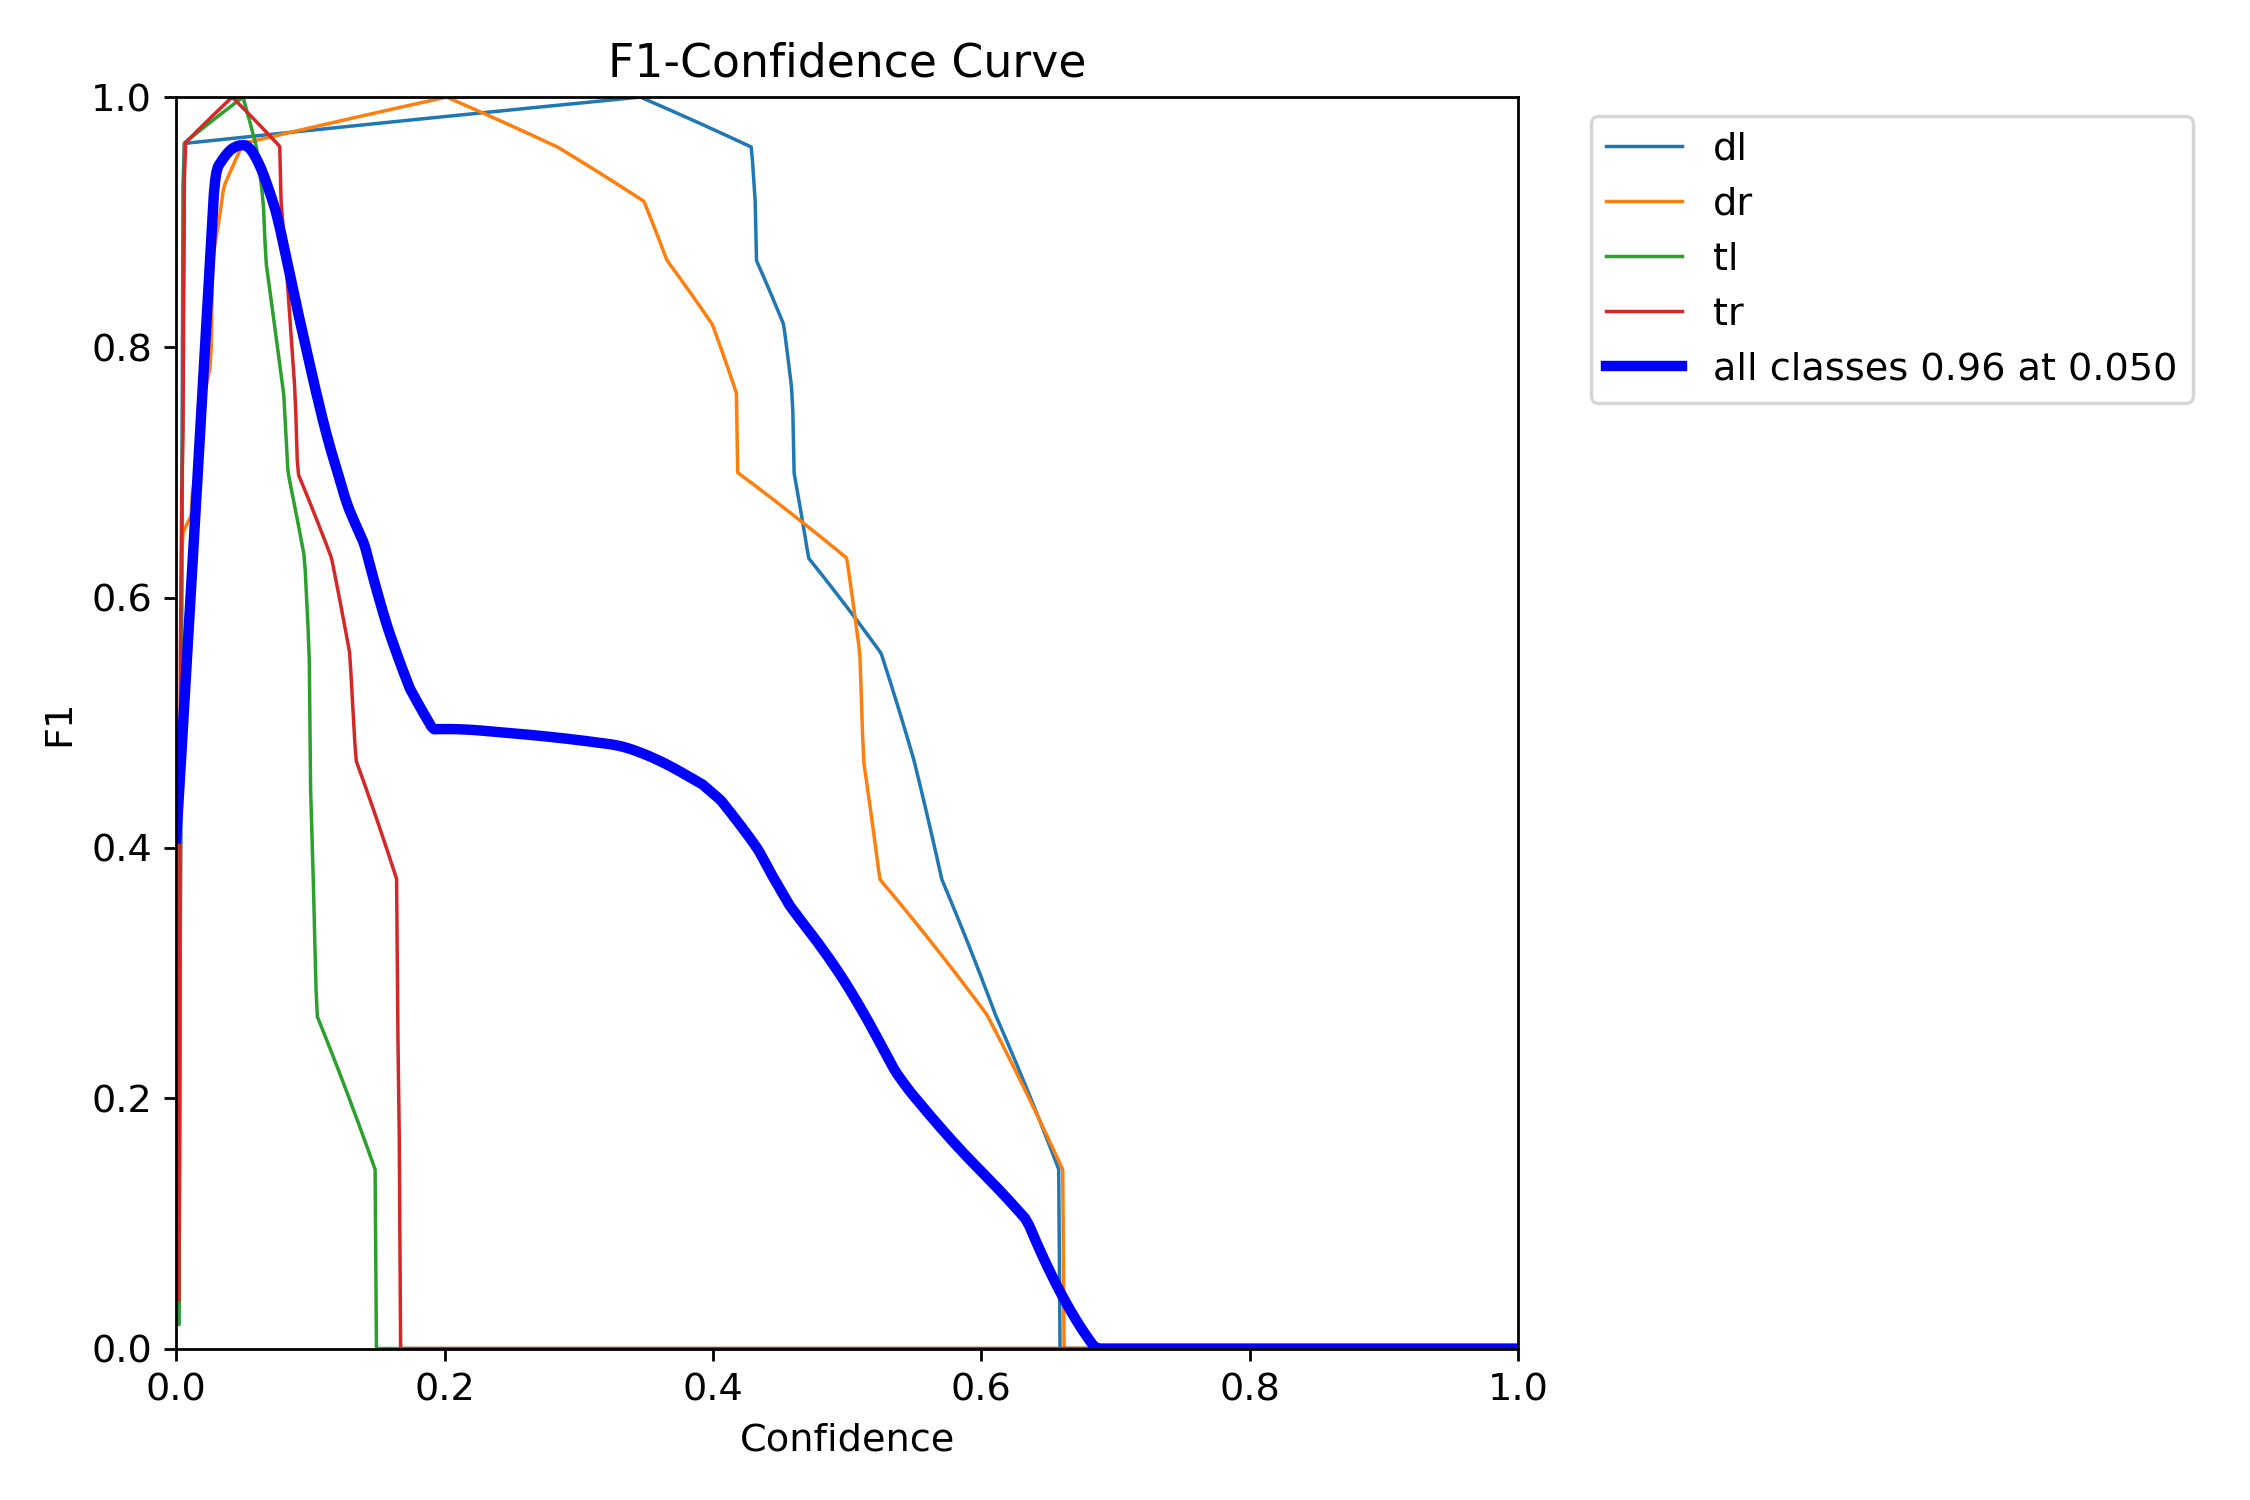 F1-Confidence Curve
1.0
0.8
0.6
0.4
0.2
0.0
F1
0.0 0.2 0.4 0.6 0.8 1.0
Confidence
dl
dr
tl
tr
all classes 0.96 at 0.050